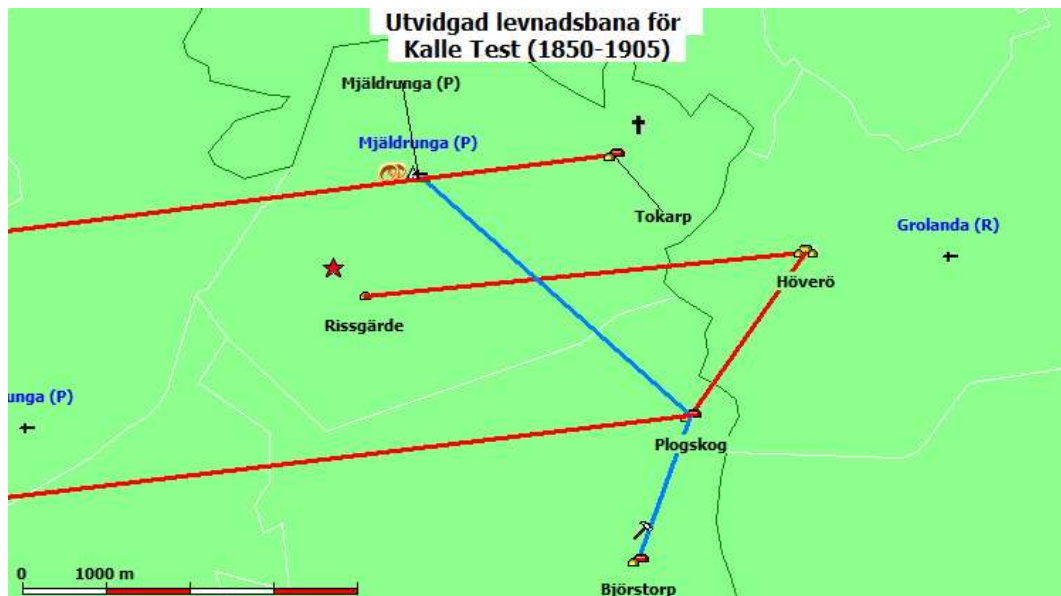 Utvidgad levnadsbana för
Kalle Test (1850-1905)
Mjäldrunga (P)
Mjäldrunga (P)
Tokarp
Grolanda (R)
Höverö
Rissgärde
unga (P)
Plogskog
0 1000 m
Björstorp